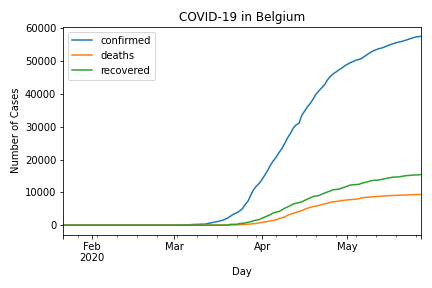 COVID-19 in Belgium
confirmed
deaths
recovered
60000
50000
40000
30000
20000
10000
0
Number of Cases
Feb
2020
Mar
Apr
May
Day